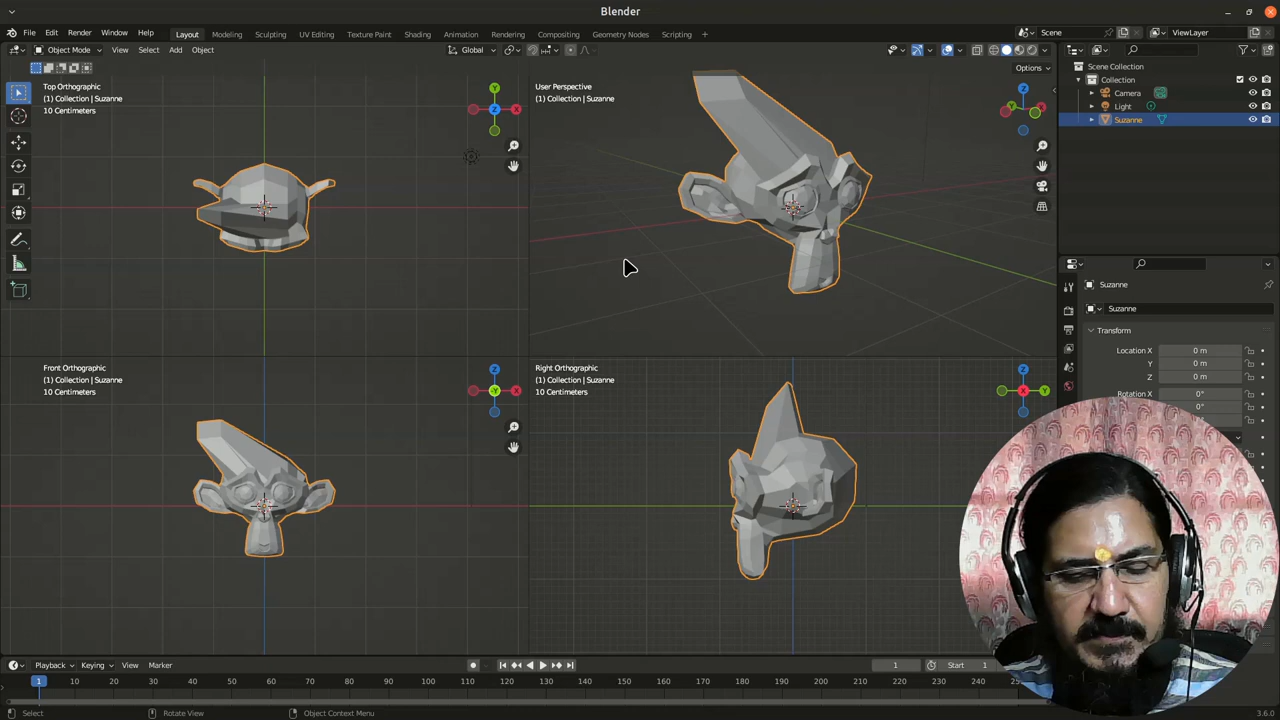 Blender
File Edit Render Window Help Layout Modeling Sculpting UV Editing Texture Paint Shading Animation Rendering Compositing Geometry Nodes Scripting + Scene ViewLayer
Object Mode View Select Add Object Global
Options
Top Orthographic
(1) Collection | Suzanne
10 Centimeters
Y
Z
X
User Perspective
(1) Collection | Suzanne
Z
Y
X
Scene Collection
Collection
Camera
Light
Suzanne
Front Orthographic
(1) Collection | Suzanne
10 Centimeters
Z
-Y
X
Right Orthographic
(1) Collection | Suzanne
10 Centimeters
Z
X
Y
Suzanne
Suzanne
Transform
Location X 0 m
Y 0 m
Z 0 m
Rotation X 0°
0°
Playback Keying View Marker 1 Start 1
1 10 20 30 40 50 60 70 80 90 100 110 120 130 140 150 160 170 180 190 200 210 220 230 240
Select Rotate View Object Context Menu 3.6.0